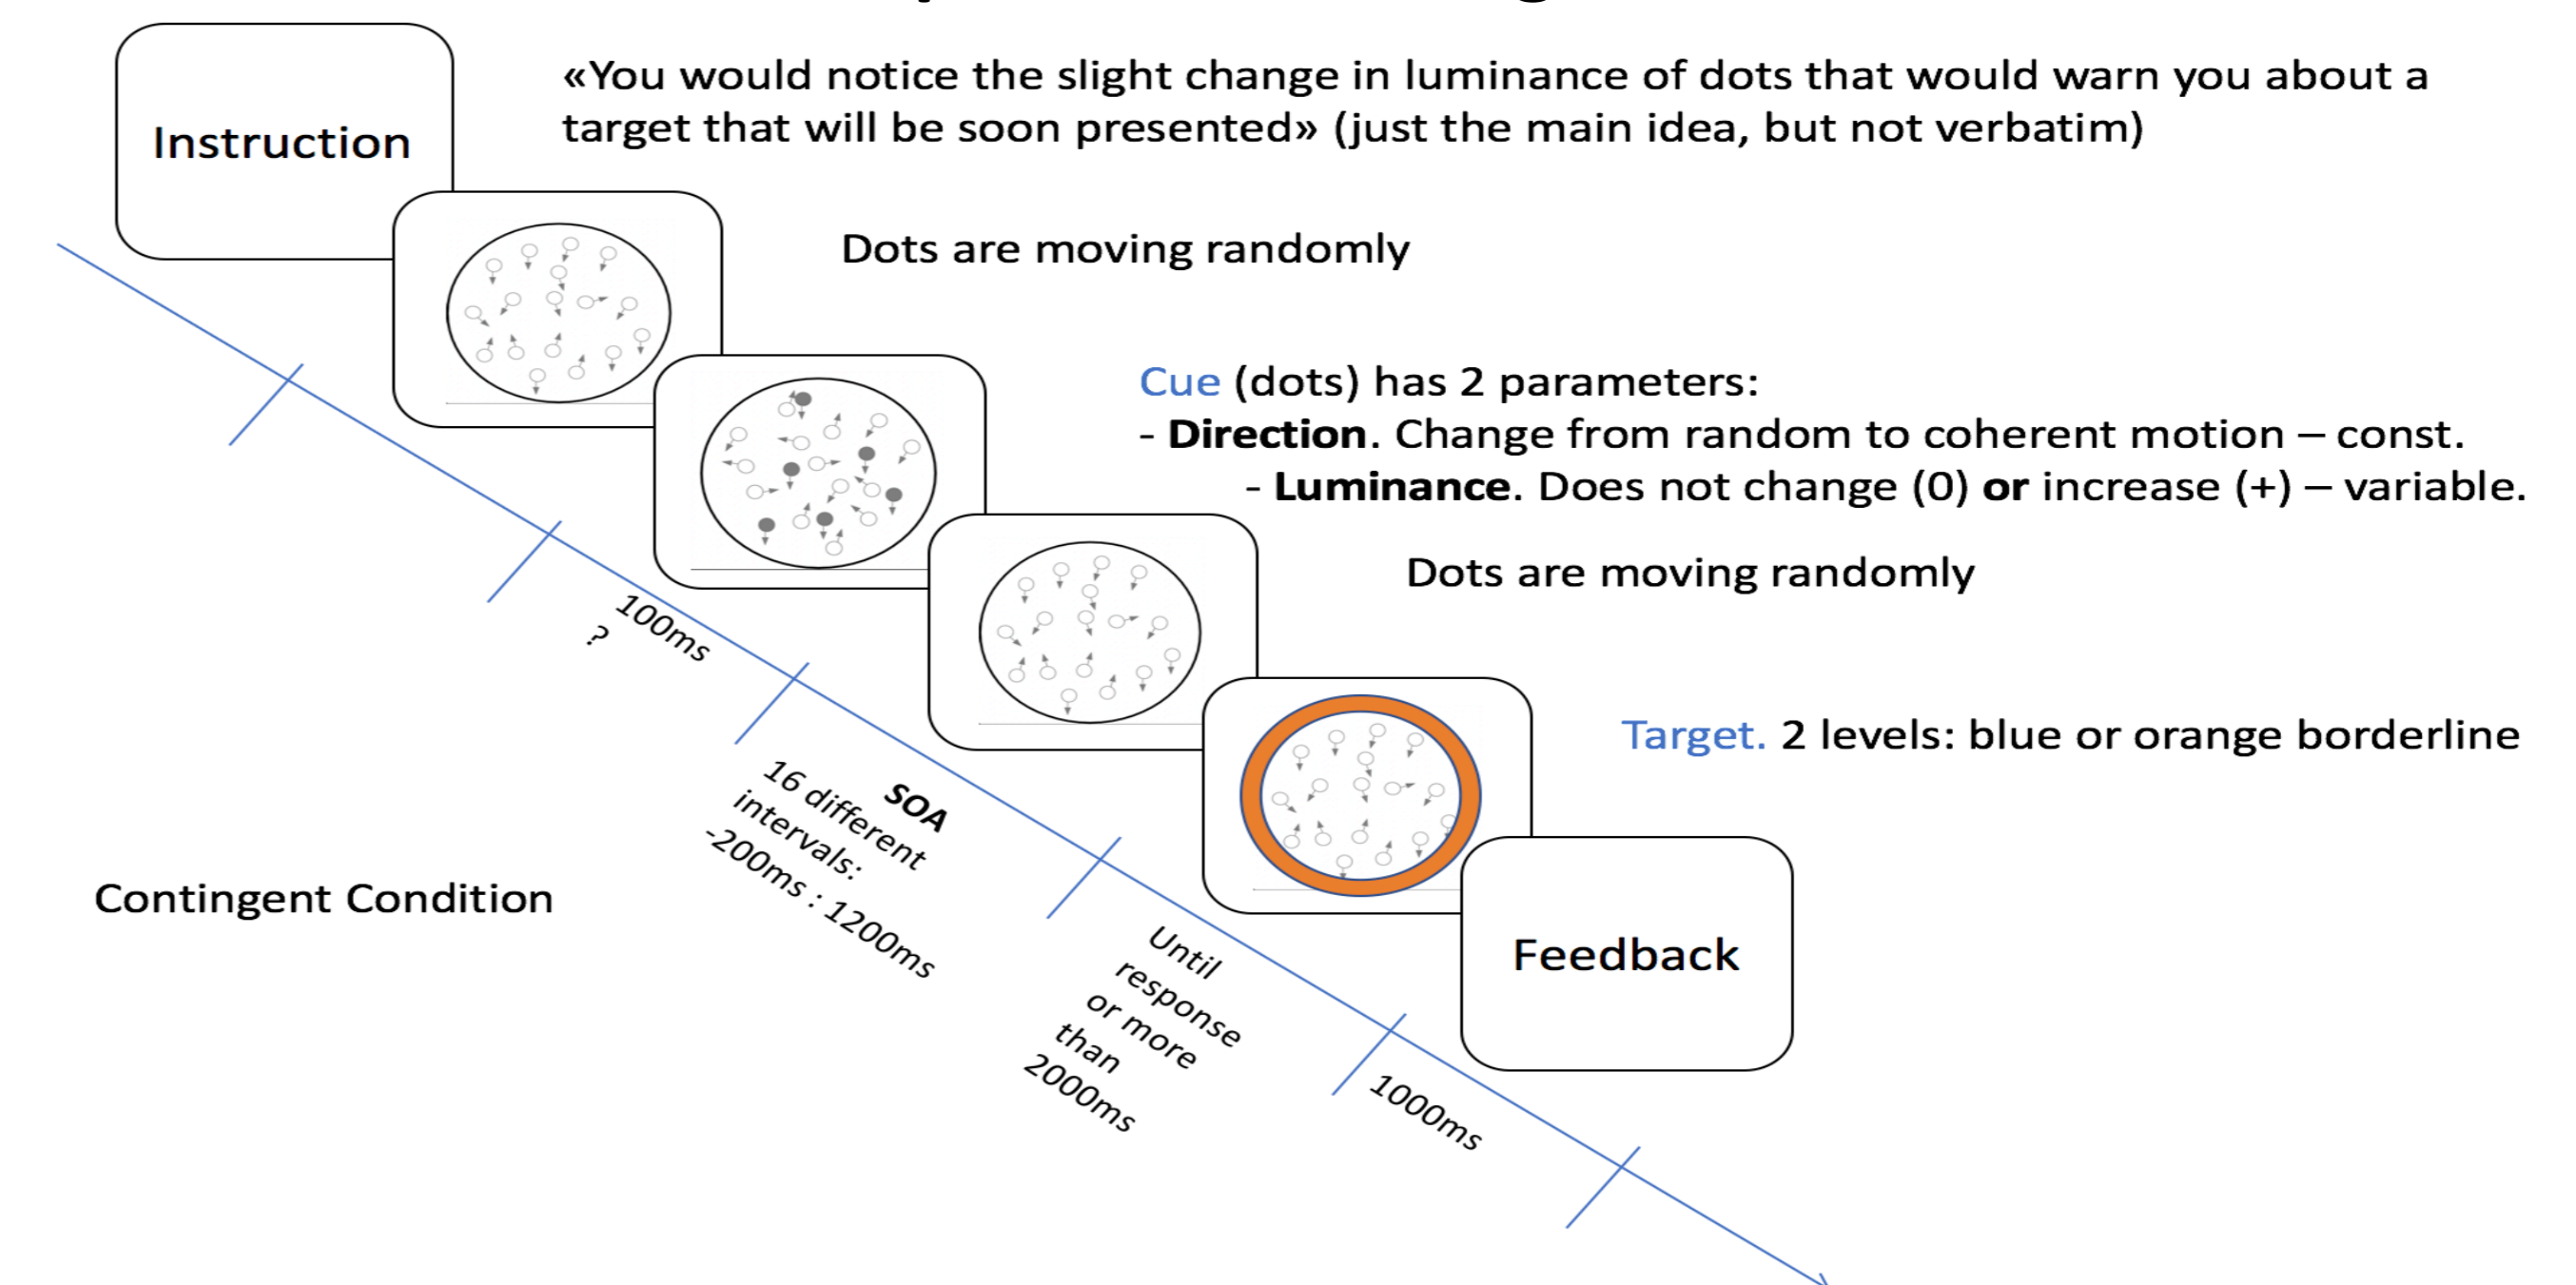 Instruction
«You would notice the slight change in luminance of dots that would warn you about a
target that will be soon presented» (just the main idea, but not verbatim)
Dots are moving randomly
Cue (dots) has 2 parameters:
- Direction. Change from random to coherent motion – const.
- Luminance. Does not change (0) or increase (+) – variable.
Dots are moving randomly
Target. 2 levels: blue or orange borderline
Feedback
100ms
?
SOA
16 different
intervals:
-200ms : 1200ms
Until
response
or more
than
2000ms
1000ms
Contingent Condition